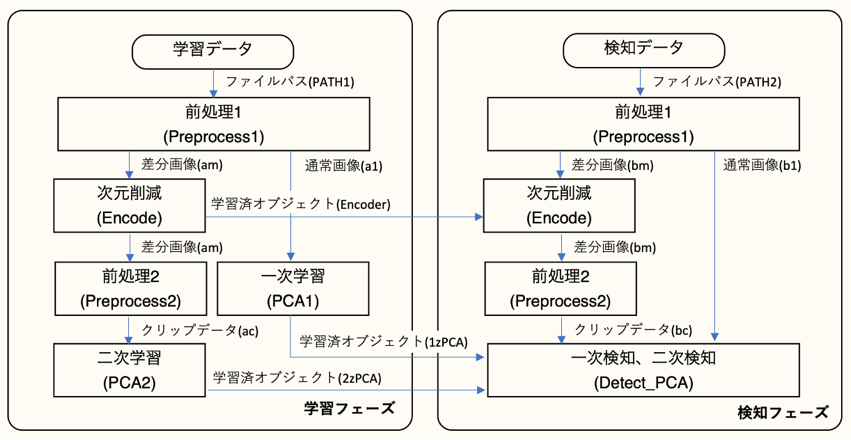 学習データ
ファイルパス(PATH1)
前処理1
(Preprocess1)
差分画像(am)
通常画像(a1)
次元削減
(Encode)
学習済オブジェクト(Encoder)
差分画像(am)
前処理2
(Preprocess2)
一次学習
(PCA1)
クリップデータ(ac)
学習済オブジェクト(1zPCA)
二次学習
(PCA2)
学習済オブジェクト(2zPCA)
学習フェーズ
検知データ
ファイルパス(PATH2)
前処理1
(Preprocess1)
差分画像(bm)
通常画像(b1)
次元削減
(Encode)
差分画像(bm)
前処理2
(Preprocess2)
クリップデータ(bc)
一次検知、二次検知
(Detect_PCA)
検知フェーズ